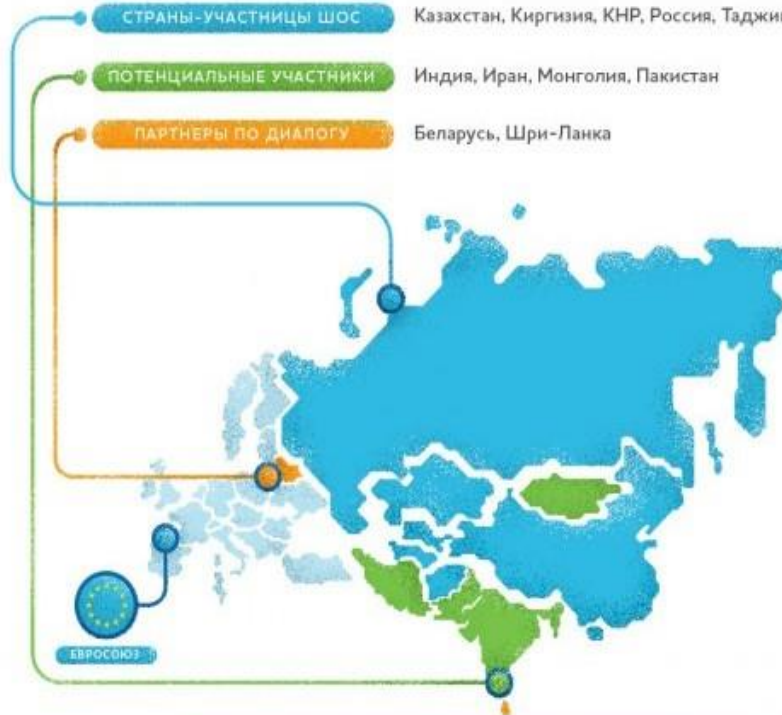 СТРАНЫ-УЧАСТНИЦЫ ШОС Казахстан, Киргизия, КНР, Россия,
ПОТЕНЦИАЛЬНЫЕ УЧАСТНИКИ Индия, Иран, Монголия, Пакистан
ПАРТНЕРЫ ПО ДИАЛОГУ Беларусь, Шри-Ланка
ЕВРОСОЮЗ